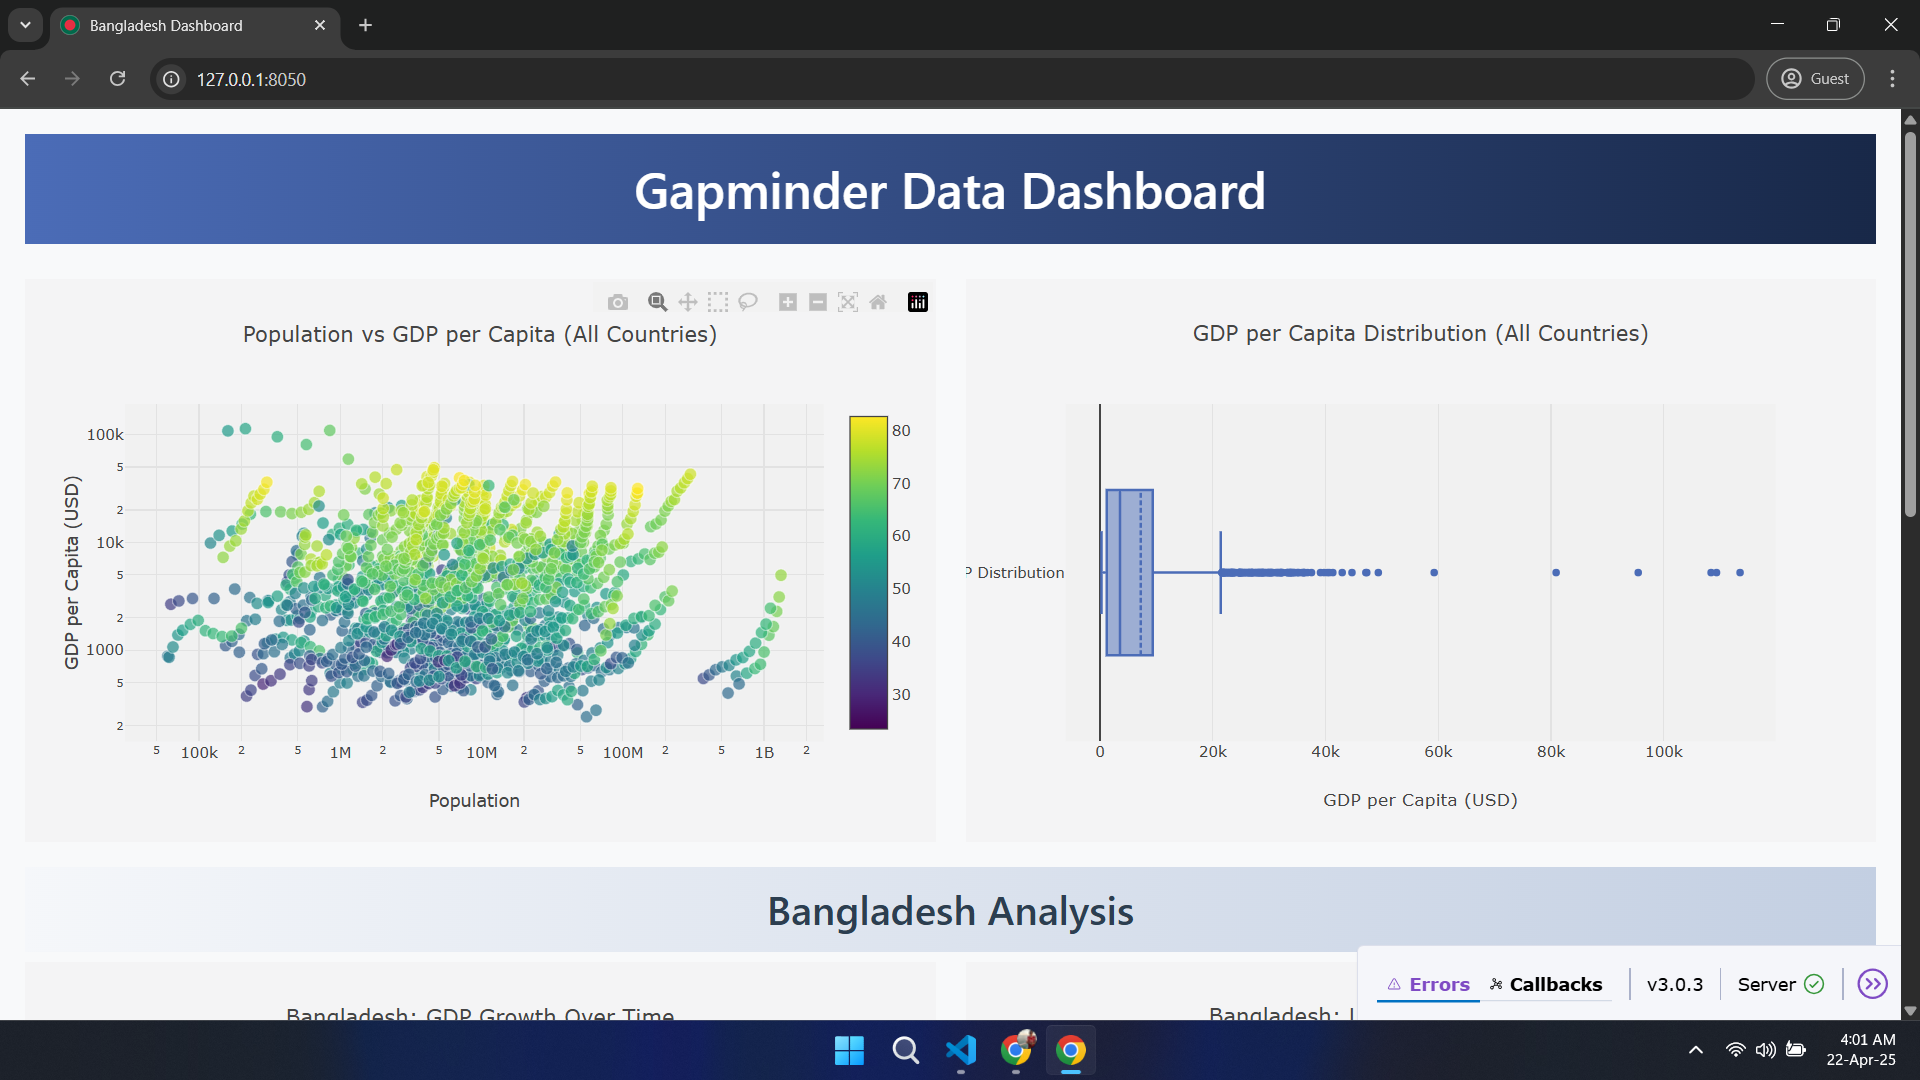 Bangladesh Dashboard
127.0.0.1:8050
Guest
Gapminder Data Dashboard
Population vs GDP per Capita (All Countries)
GDP per Capita (USD)
100k
5
2
10k
5
2
1000
5
2
5
100k
2
5
1M
2
5
10M
2
5
100M
2
5
1B
2
Population
80
70
60
50
40
30
GDP per Capita Distribution (All Countries)
P Distribution
0
20k
40k
60k
80k
100k
GDP per Capita (USD)
Bangladesh Analysis
Bangladesh: GDP Growth Over Time
Bangladesh:
Errors
Callbacks
v3.0.3
Server
4:01 AM
22-Apr-25